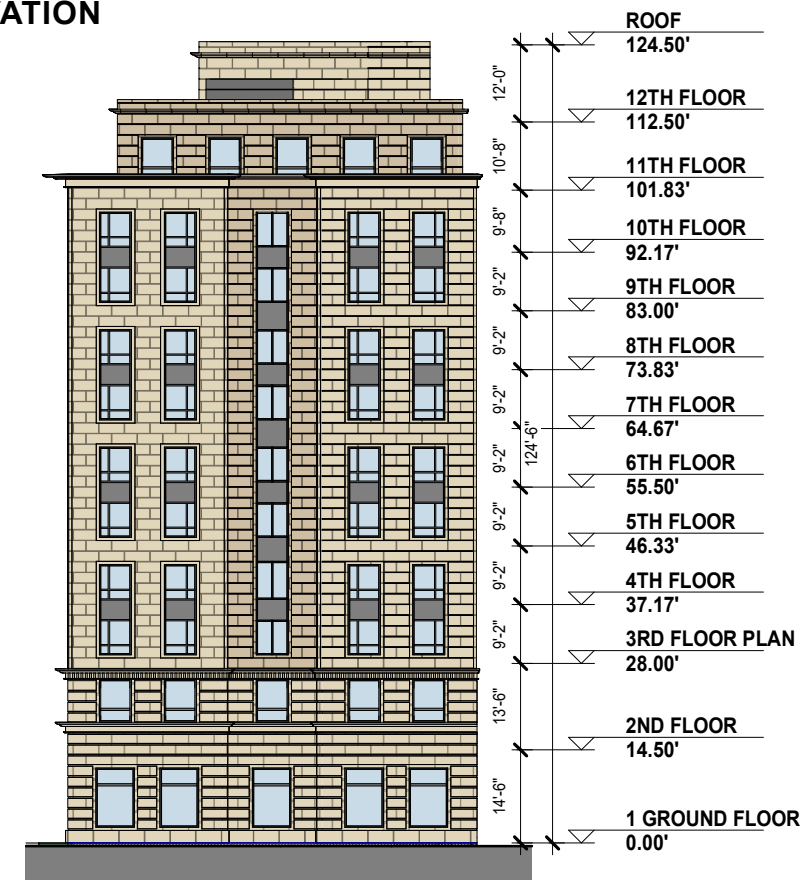 ATION
ROOF
124.50'
12'-0"
12TH FLOOR
112.50'
10'-8"
11TH FLOOR
101.83'
9'-8"
10TH FLOOR
92.17'
9'-2"
9TH FLOOR
83.00'
9'-2"
8TH FLOOR
73.83'
9'-2"
7TH FLOOR
64.67'
124'-6"
9'-2"
6TH FLOOR
55.50'
9'-2"
5TH FLOOR
46.33'
9'-2"
4TH FLOOR
37.17'
9'-2"
3RD FLOOR PLAN
28.00'
13'-6"
2ND FLOOR
14.50'
14'-6"
1 GROUND FLOOR
0.00'